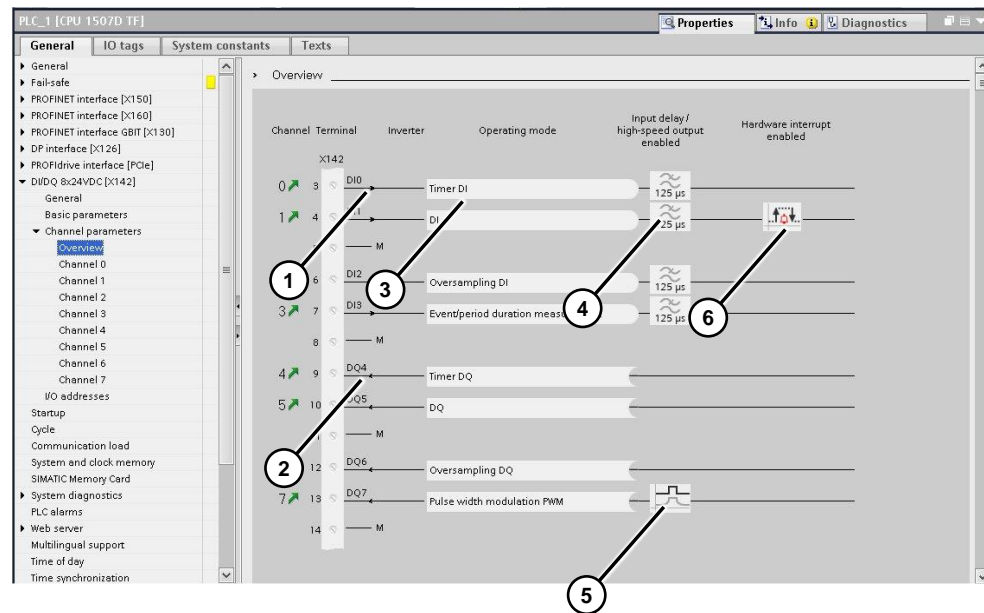 PLC_1 [CPU 1507D TF]
Properties Info Diagnostics
General IO tags System constants Texts
General
Fail-safe
PROFINET interface [X150]
PROFINET interface [X160]
PROFINET interface GBIT [X130]
DP interface [X126]
PROFIdrive interface [PCIe]
DI/DQ 8x24VDC [X142]
General
Basic parameters
Channel parameters
Overview
Channel 0
Channel 1
Channel 2
Channel 3
Channel 4
Channel 5
Channel 6
Channel 7
I/O addresses
Startup
Cycle
Communication load
System and clock memory
SIMATIC Memory Card
System diagnostics
PLC alarms
Web server
Multilingual support
Time of day
Time synchronization
Overview
Channel Terminal Inverter Operating mode Input delay / high-speed output enabled Hardware interrupt enabled
X142
0 3 DI0 Timer DI 125 µs
1 4 DI
M
6 DI2 Oversampling DI 125 µs
3 7 DI3 Event/period duration 125 µs
8 M
4 9 DQ4 Timer DQ
5 10 DQ5 DQ
M
12 DQ6 Oversampling DQ
7 13 DQ7 Pulse width modulation PWM
14 M
1
3
4
6
2
5